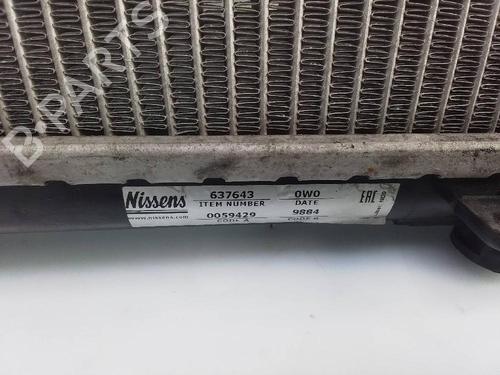 B-PARTS
Nissens
www.nissens.com
637643
ITEM NUMBER
0059429
CODE A
0W0
DATE
9884
CODE B
EAC